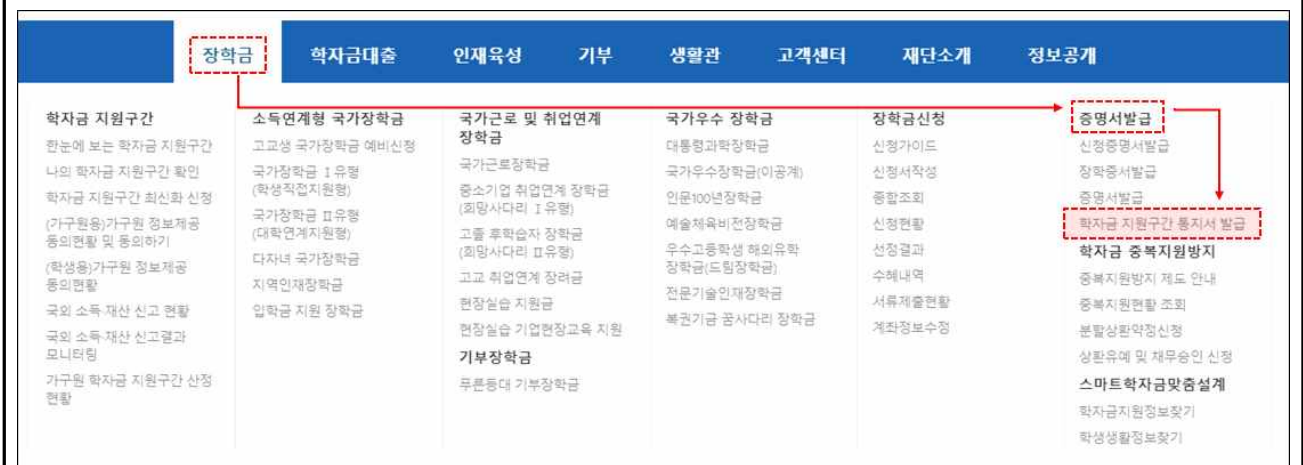 장학금 학자금대출 인재육성 기부 생활관 고객센터 재단소개 정보공개
학자금 지원구간
한눈에 보는 학자금 지원구간
나의 학자금 지원구간 확인
학자금 지원구간 최신화 신청
(가구원용)가구원 정보제공
동의현황 및 동의하기
(학생용)가구원 정보제공
동의현황
국외 소득·재산 신고 현황
국외 소득·재산 신고결과
모니터링
가구원 학자금 지원구간 산정
현황
소득연계형 국가장학금
고교생 국가장학금 예비신청
국가장학금 Ⅰ유형
(학생직접지원형)
국가장학금 Ⅱ유형
(대학연계지원형)
다자녀 국가장학금
지역인재장학금
입학금 지원 장학금
국가근로 및 취업연계
장학금
국가근로장학금
중소기업 취업연계 장학금
(희망사다리 Ⅰ유형)
고졸 후학습자 장학금
(희망사다리 Ⅱ유형)
고교 취업연계 장려금
현장실습 지원금
현장실습 기업현장교육 지원
기부장학금
푸른등대 기부장학금
국가우수 장학금
대통령과학장학금
국가우수장학금(이공계)
인문100년장학금
예술체육비전장학금
우수고등학생 해외유학
장학금(드림장학금)
전문기술인재장학금
복권기금 꿈사다리 장학금
장학금신청
신청가이드
신청서작성
종합조회
신청현황
선정결과
수혜내역
서류제출현황
계좌정보수정
증명서발급
신청증명서발급
장학증서발급
증명서발급
학자금 지원구간 통지서 발급
학자금 중복지원방지
중복지원방지 제도 안내
중복지원현황 조회
분할상환약정신청
상환유예 및 채무승인 신청
스마트학자금맞춤설계
학자금지원정보찾기
학생생활정보찾기